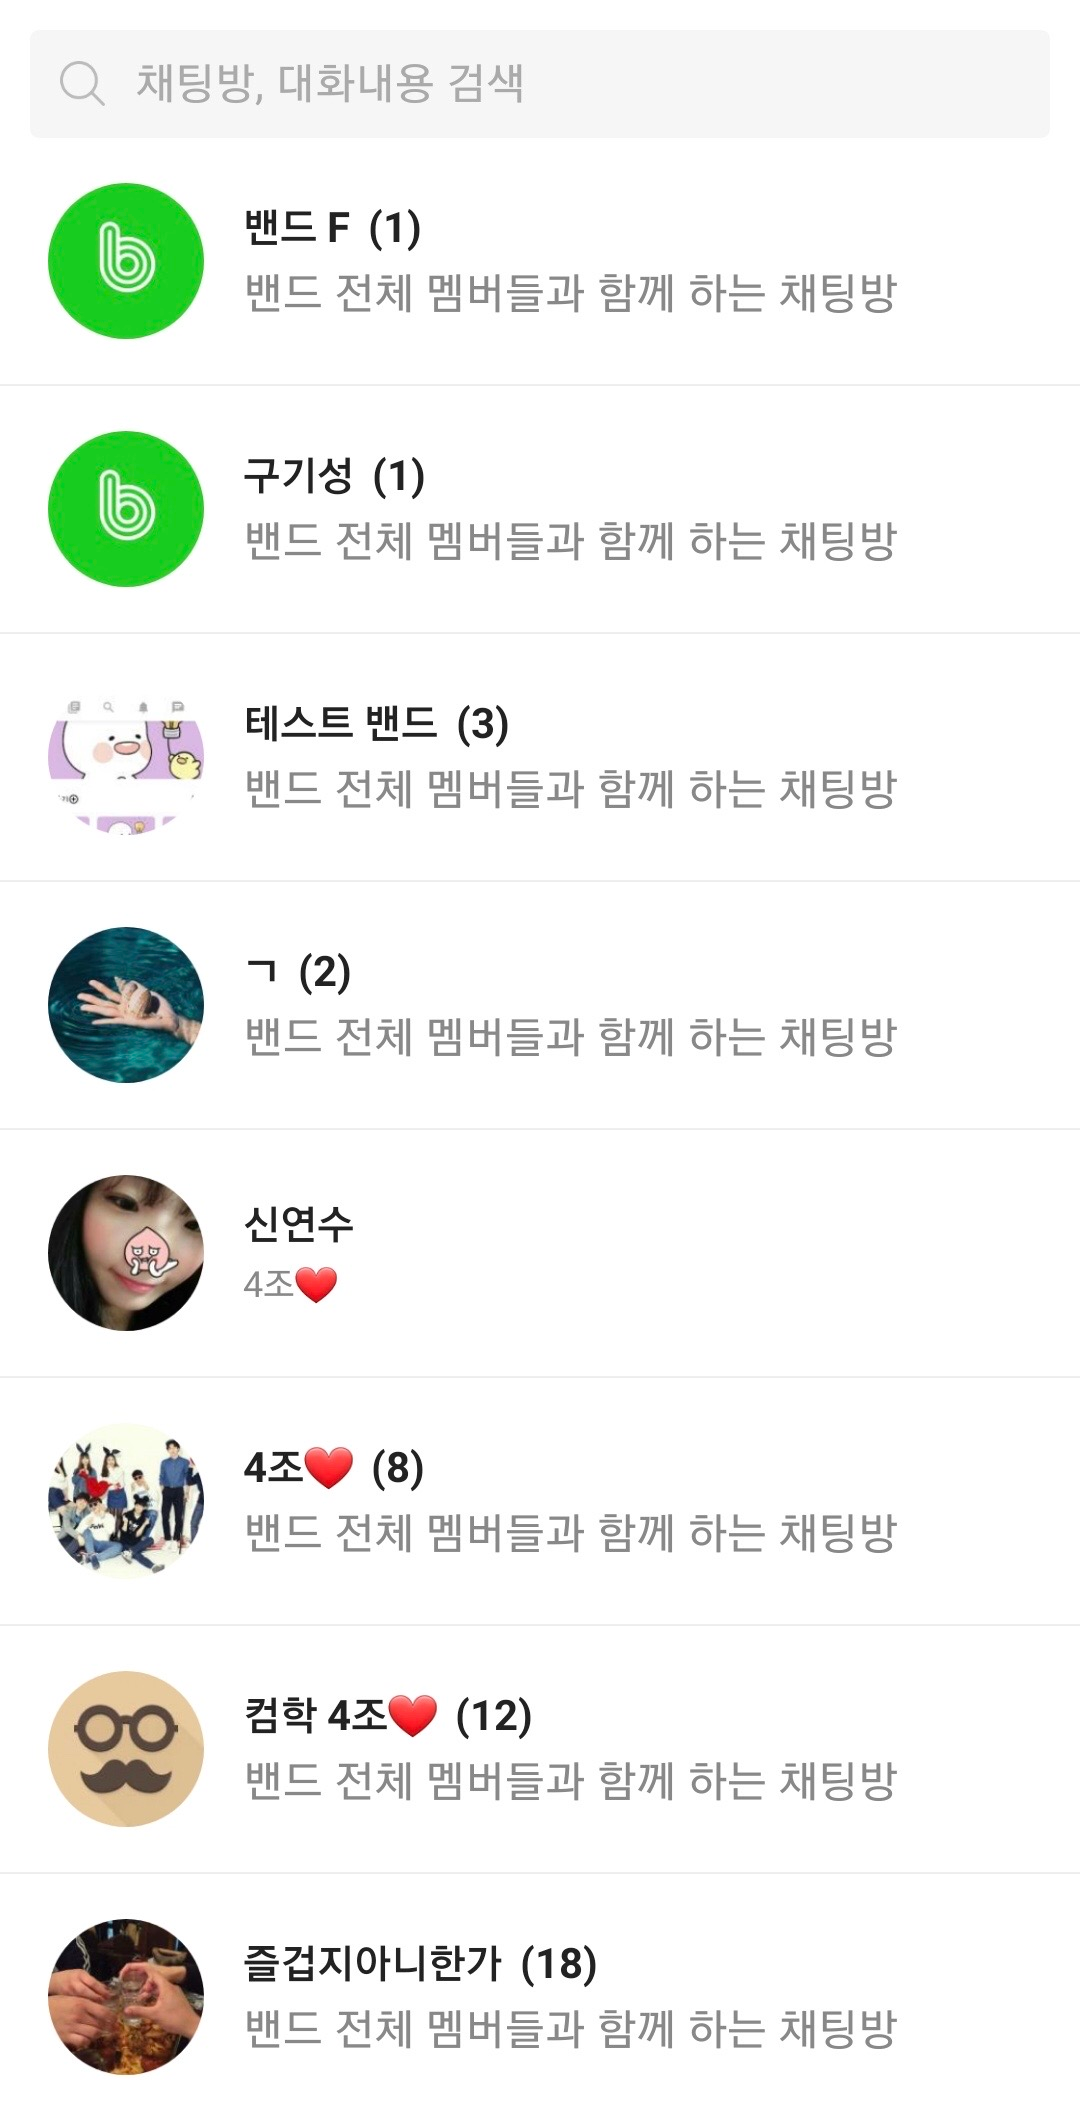 채팅방, 대화내용 검색
밴드 F (1)
밴드 전체 멤버들과 함께 하는 채팅방
구기성 (1)
밴드 전체 멤버들과 함께 하는 채팅방
테스트 밴드 (3)
밴드 전체 멤버들과 함께 하는 채팅방
ㄱ (2)
밴드 전체 멤버들과 함께 하는 채팅방
신연수
4조❤️
4조❤️ (8)
밴드 전체 멤버들과 함께 하는 채팅방
컴학 4조❤️ (12)
밴드 전체 멤버들과 함께 하는 채팅방
즐겁지아니한가 (18)
밴드 전체 멤버들과 함께 하는 채팅방